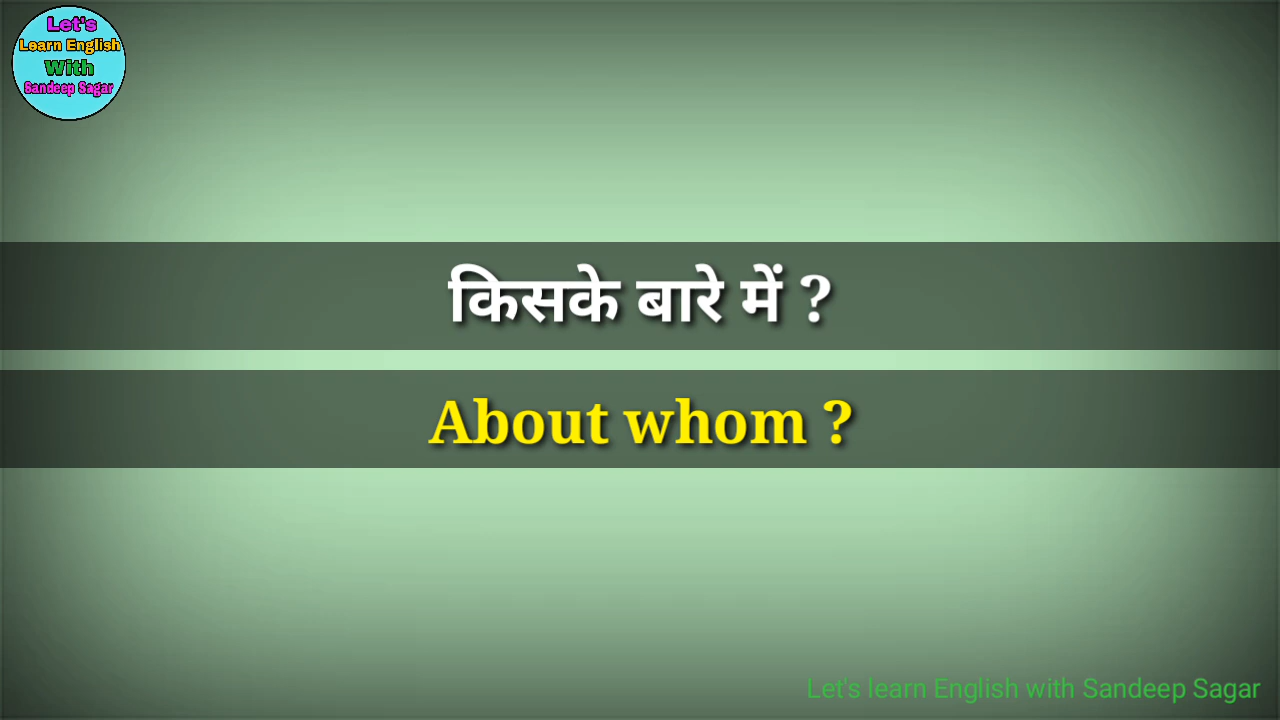 Let's
Learn English
With
Sandeep Sagar
किसके बारे में ?
About whom ?
Let's learn English with Sandeep Sagar